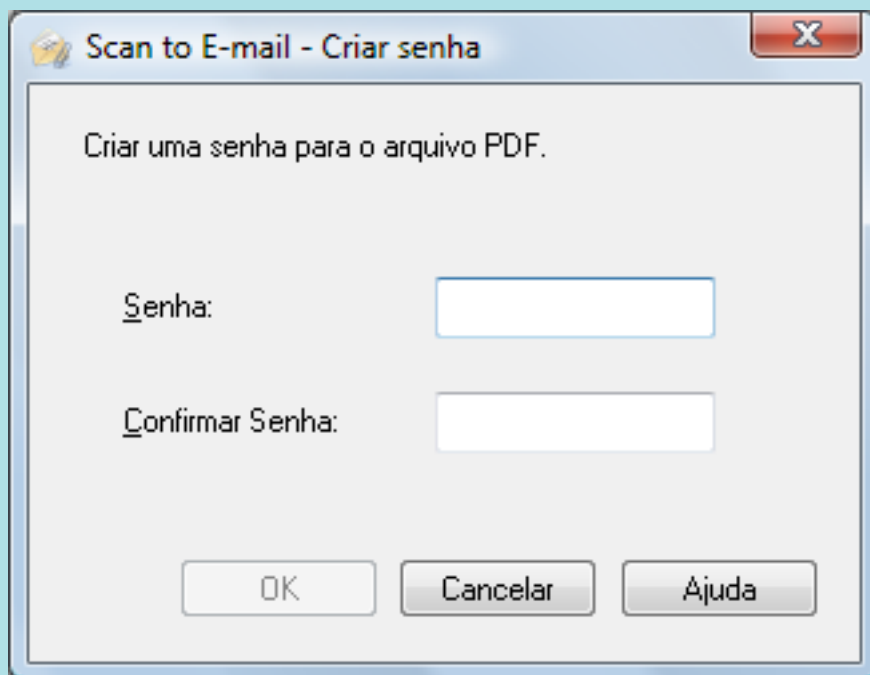 Scan to E-mail - Criar senha
Criar uma senha para o arquivo PDF.
Senha:
Confirmar Senha:
OK Cancelar Ajuda